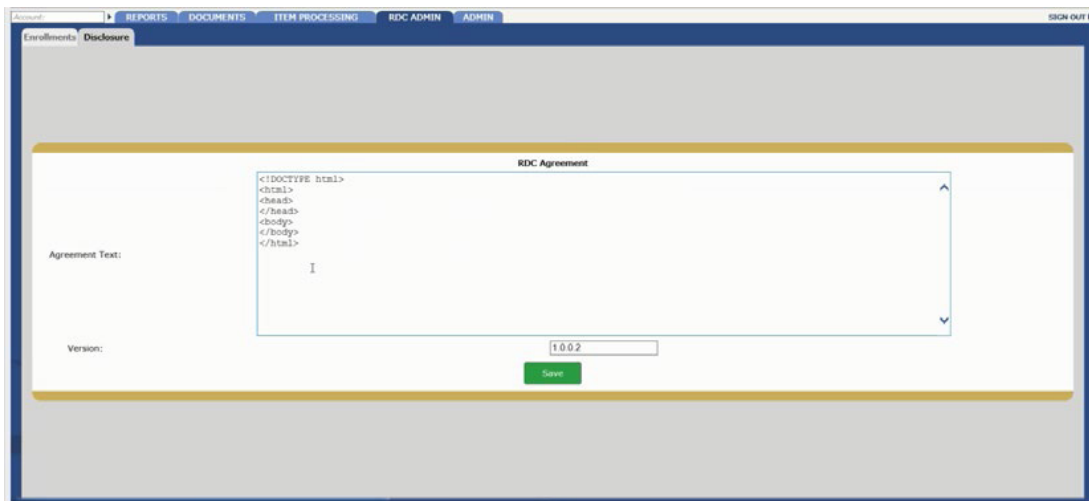 Account: REPORTS DOCUMENTS ITEM PROCESSING RDC ADMIN ADMIN SIGN OUT
Enrollments Disclosure
RDC Agreement
Agreement Text:
<!DOCTYPE html>
<html>
<head>
</head>
<body>
</body>
</html>
Version: 1.0.0.2
Save